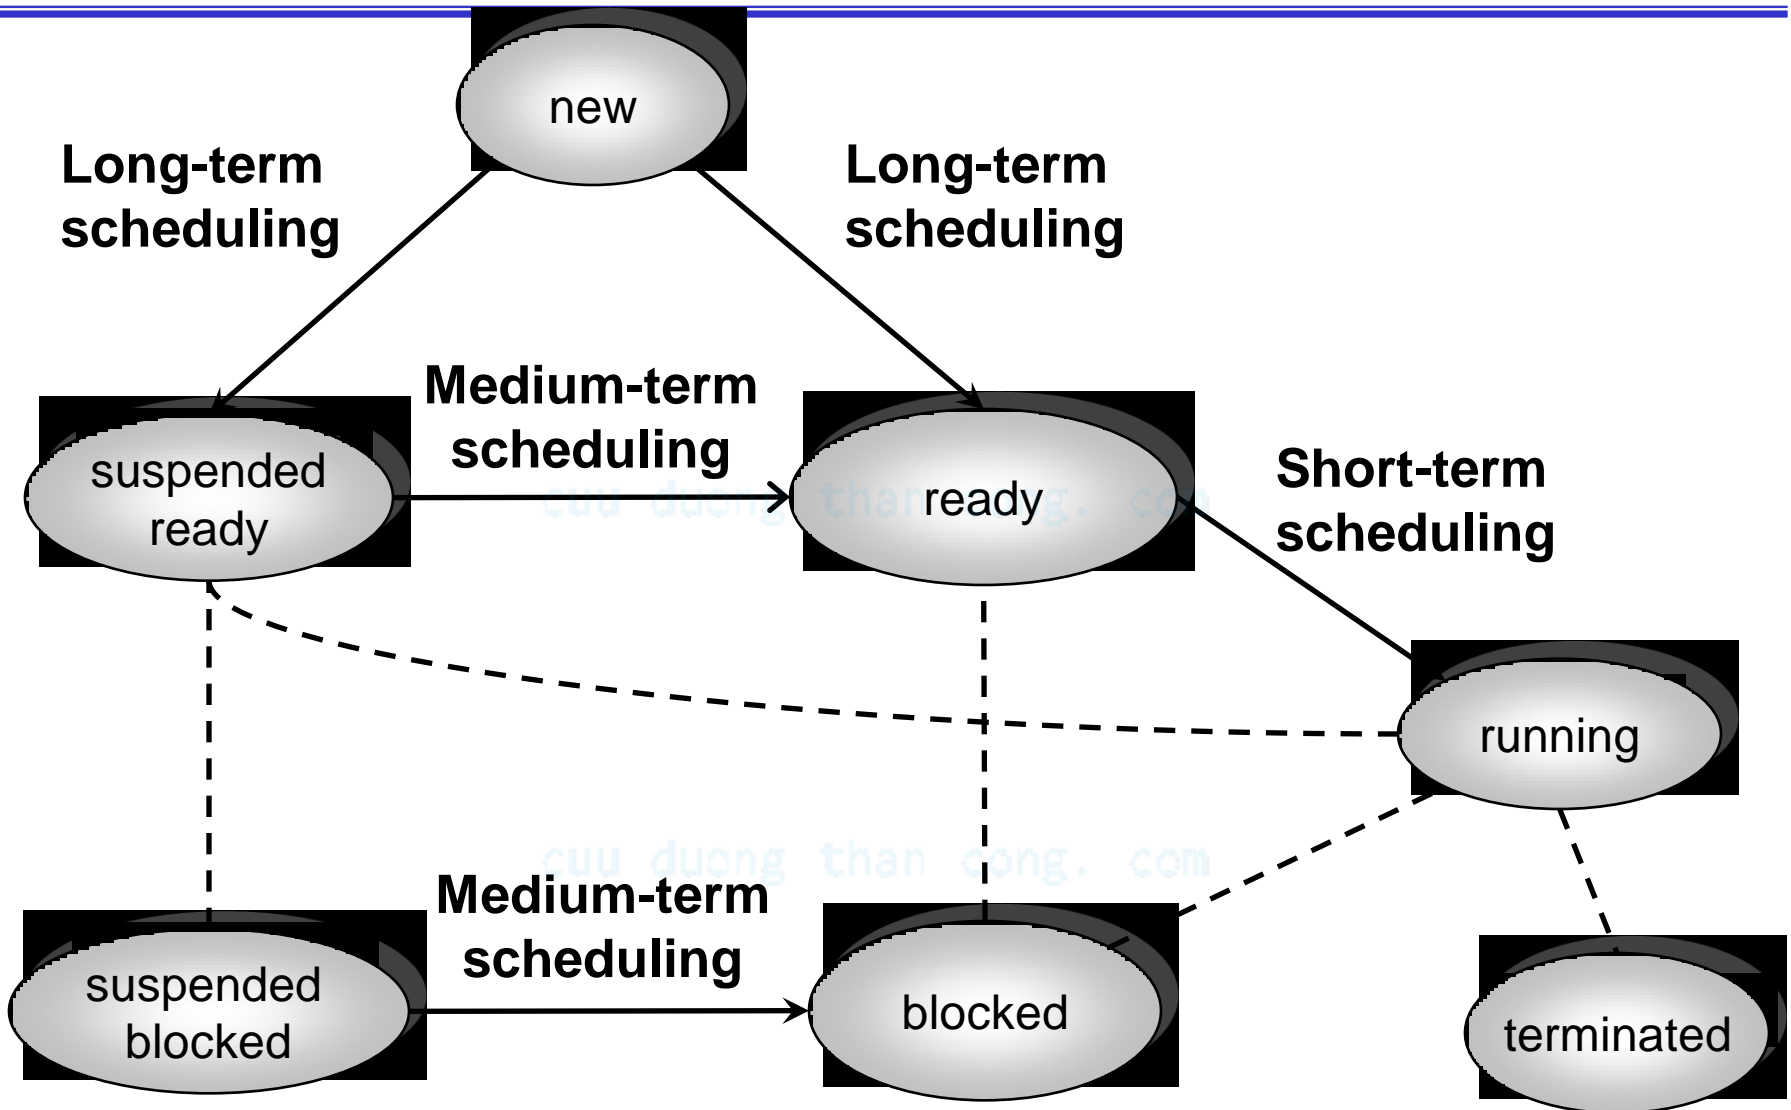 new
Long-term
scheduling
Long-term
scheduling
Medium-term
scheduling
suspended
ready
ready
Short-term
scheduling
cuu duong than cong. com
running
cuu duong than cong. com
Medium-term
scheduling
suspended
blocked
blocked
terminated